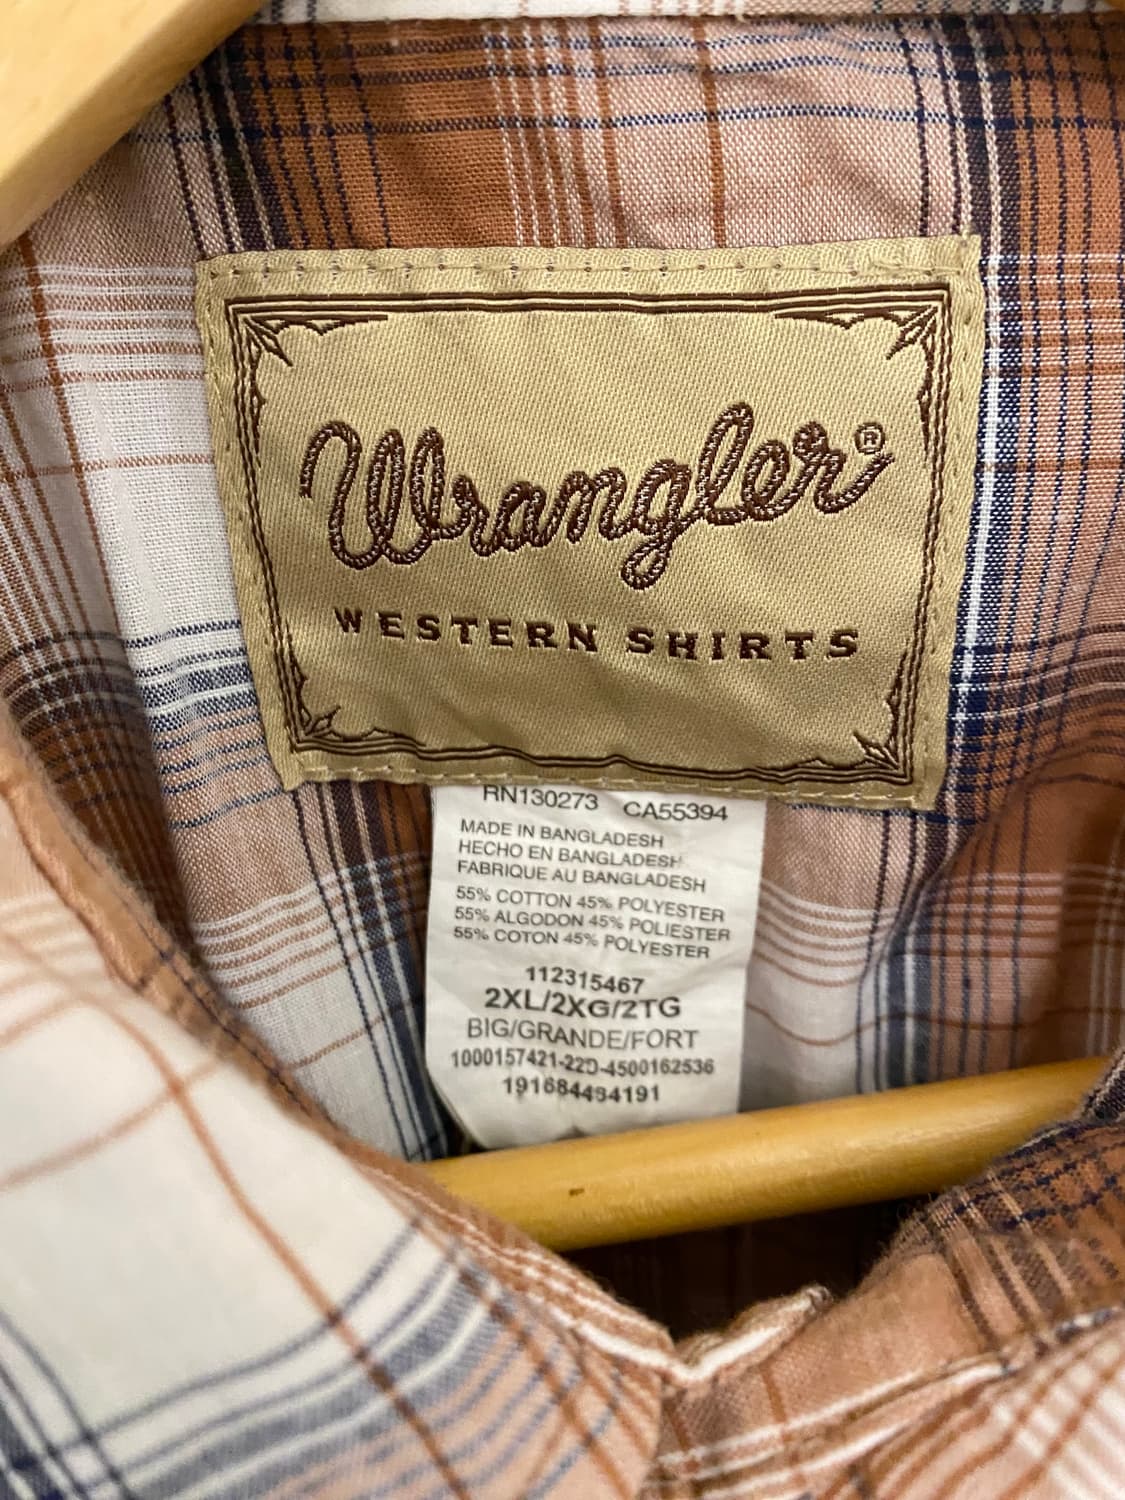 Wrangler®
WESTERN SHIRTS
RN130273 CA55394
MADE IN BANGLADESH
HECHO EN BANGLADESH
FABRIQUE AU BANGLADESH
55% COTTON 45% POLYESTER
55% ALGODON 45% POLIESTER
55% COTON 45% POLYESTER
112315467
2XL/2XG/2TG
BIG/GRANDE/FORT
1000157421-22D-4500162536
191684484191